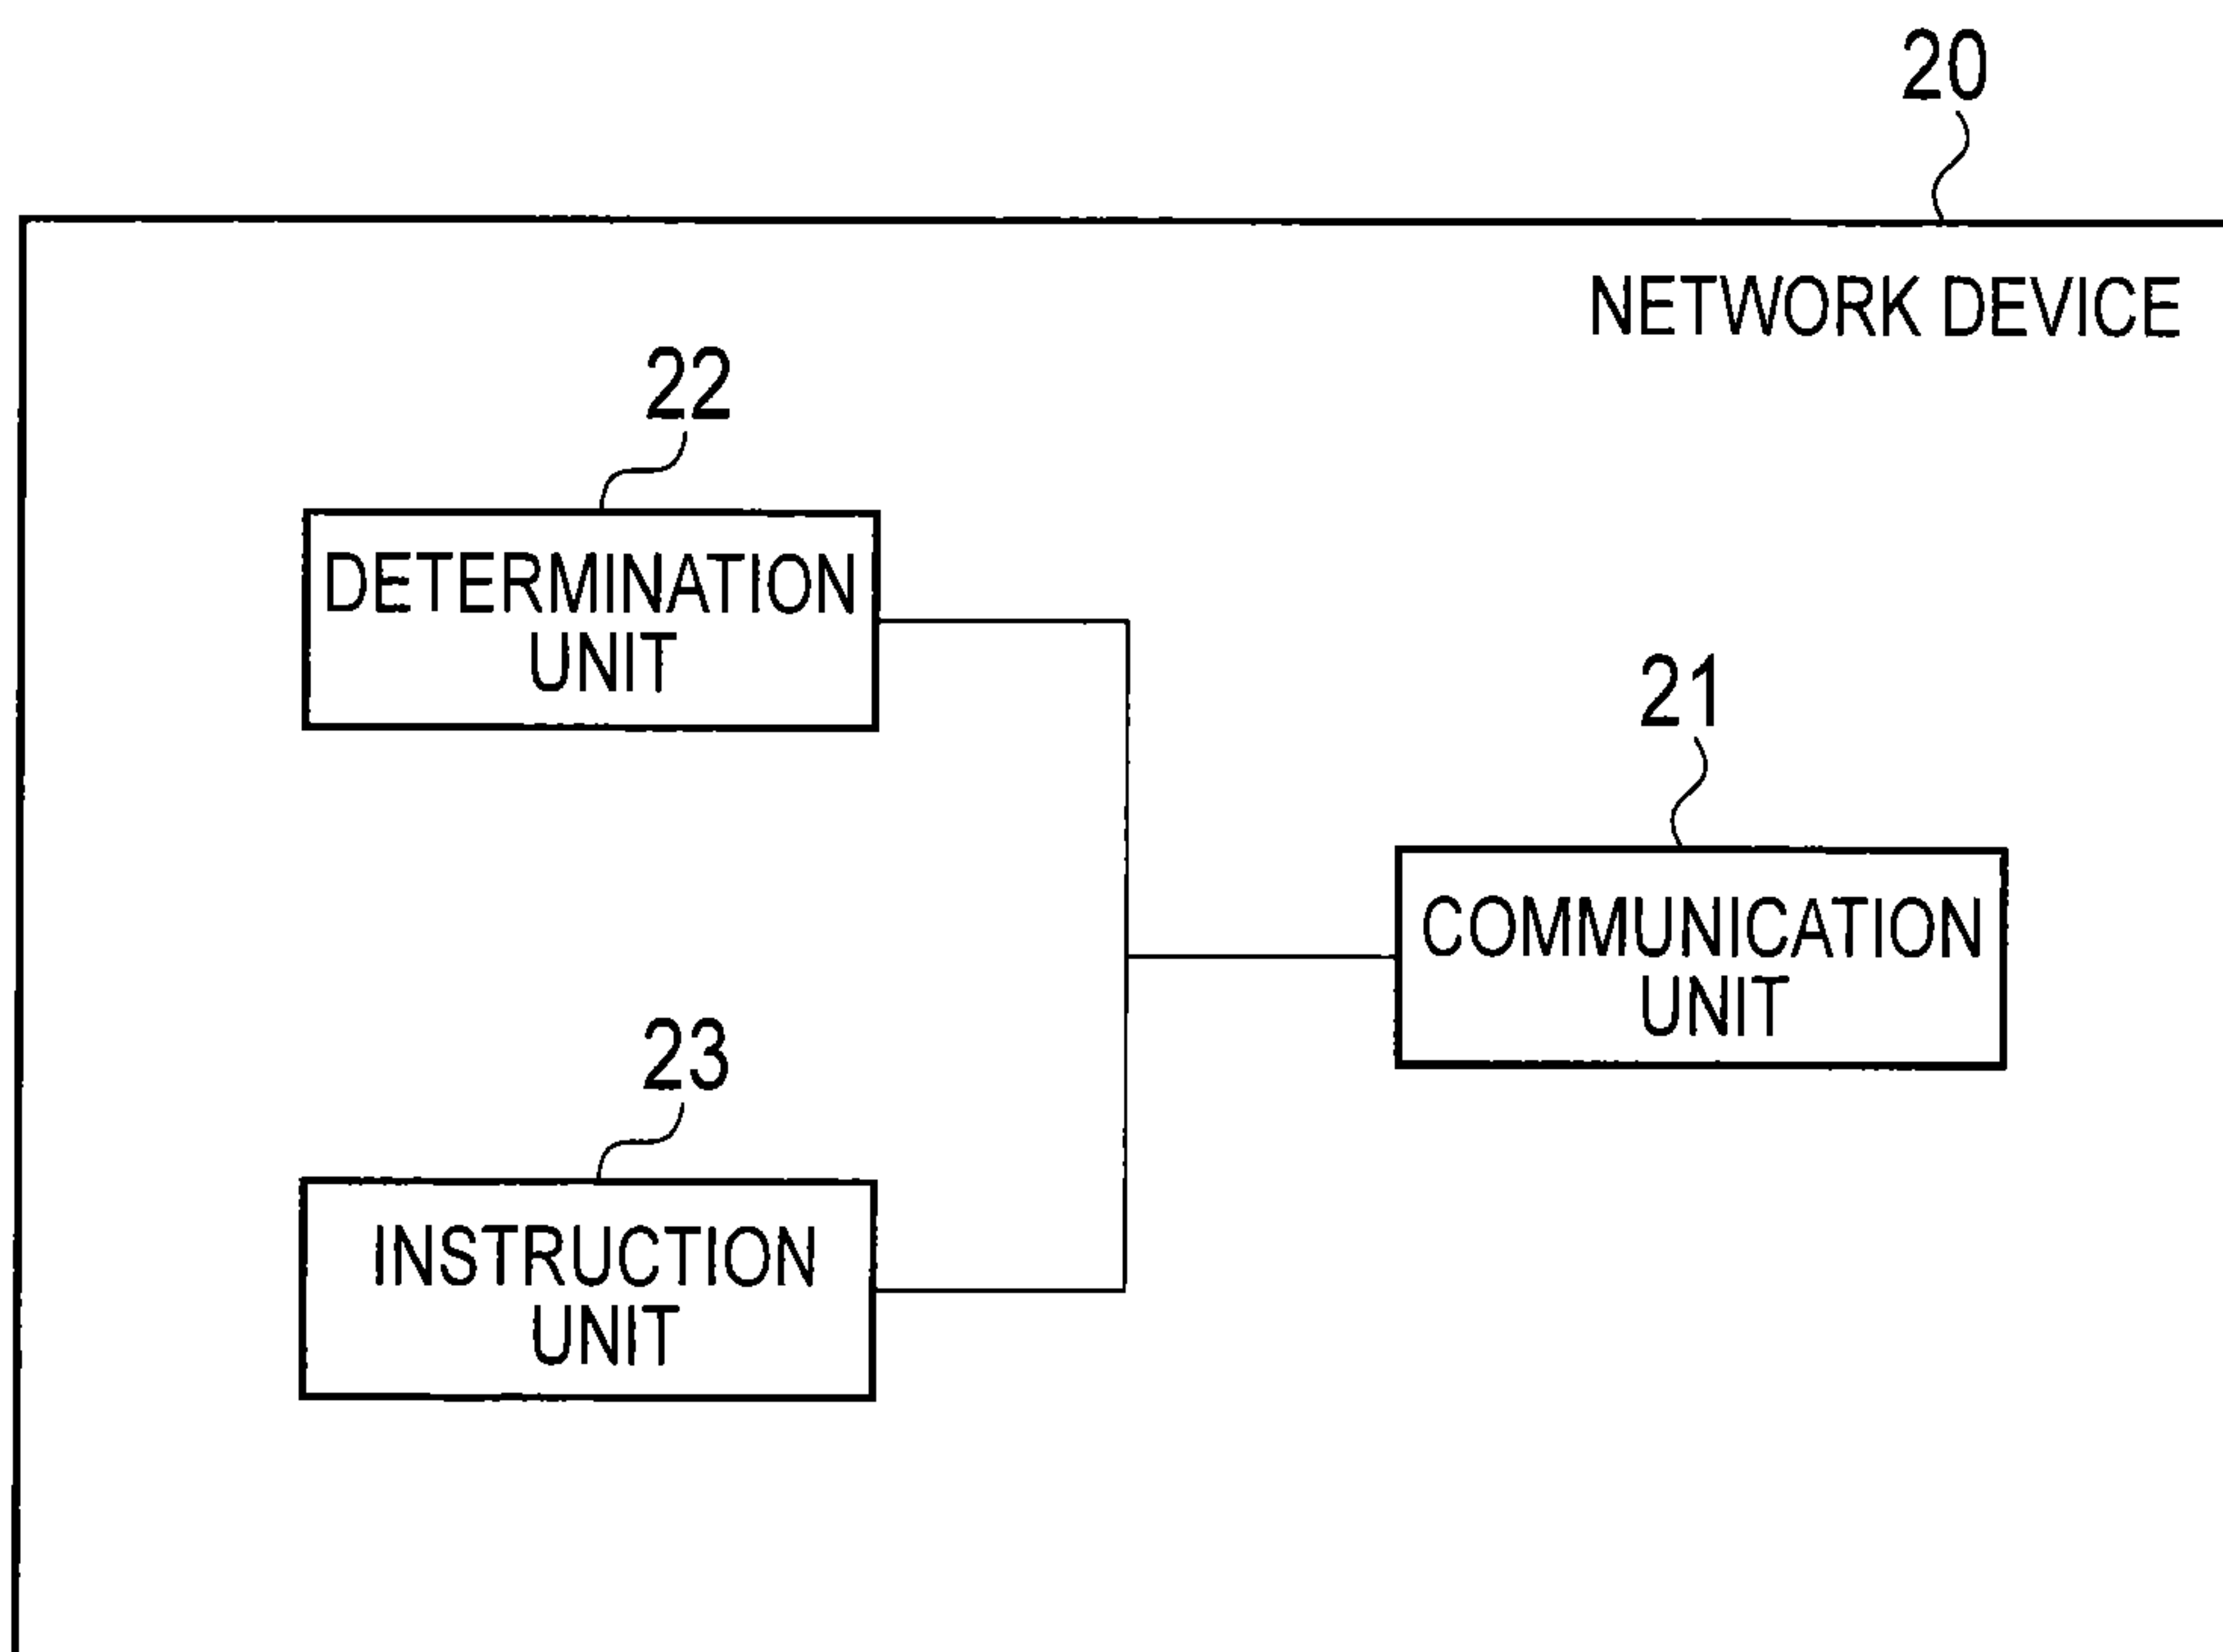 20
NETWORK DEVICE
22
DETERMINATION
UNIT
21
COMMUNICATION
UNIT
23
INSTRUCTION
UNIT